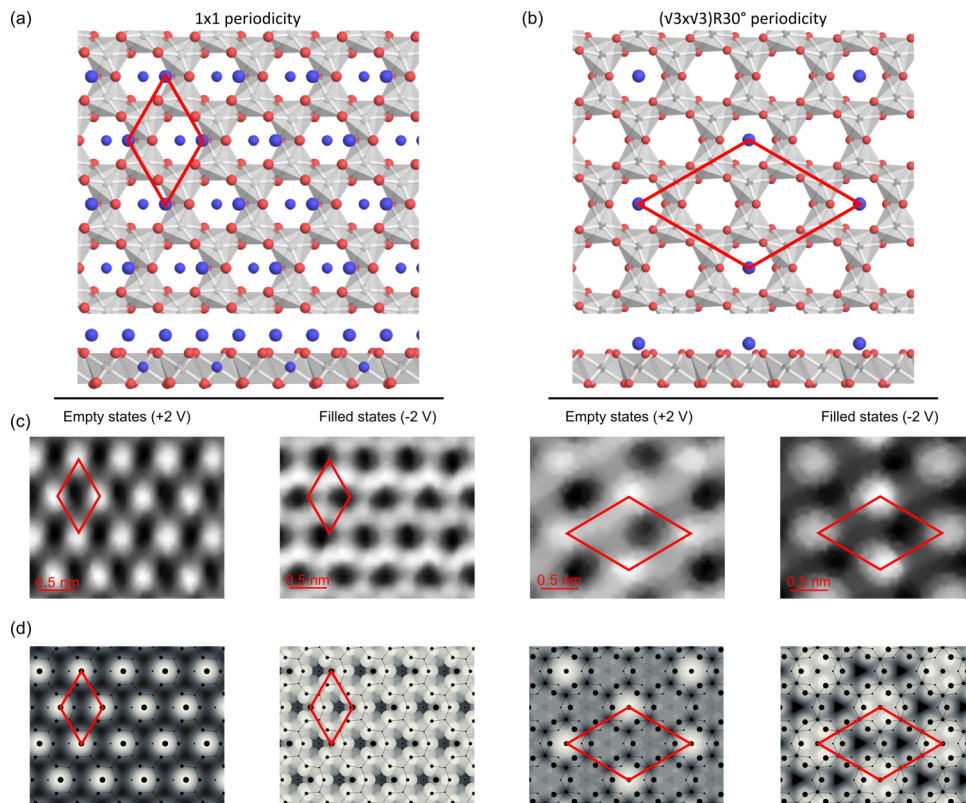 (a)
1x1 periodicity
(b)
(√3x√3)R30° periodicity
Empty states (+2 V)
Filled states (-2 V)
Empty states (+2 V)
Filled states (-2 V)
(c)
0.5 nm
0.5 nm
0.5 nm
0.5 nm
(d)